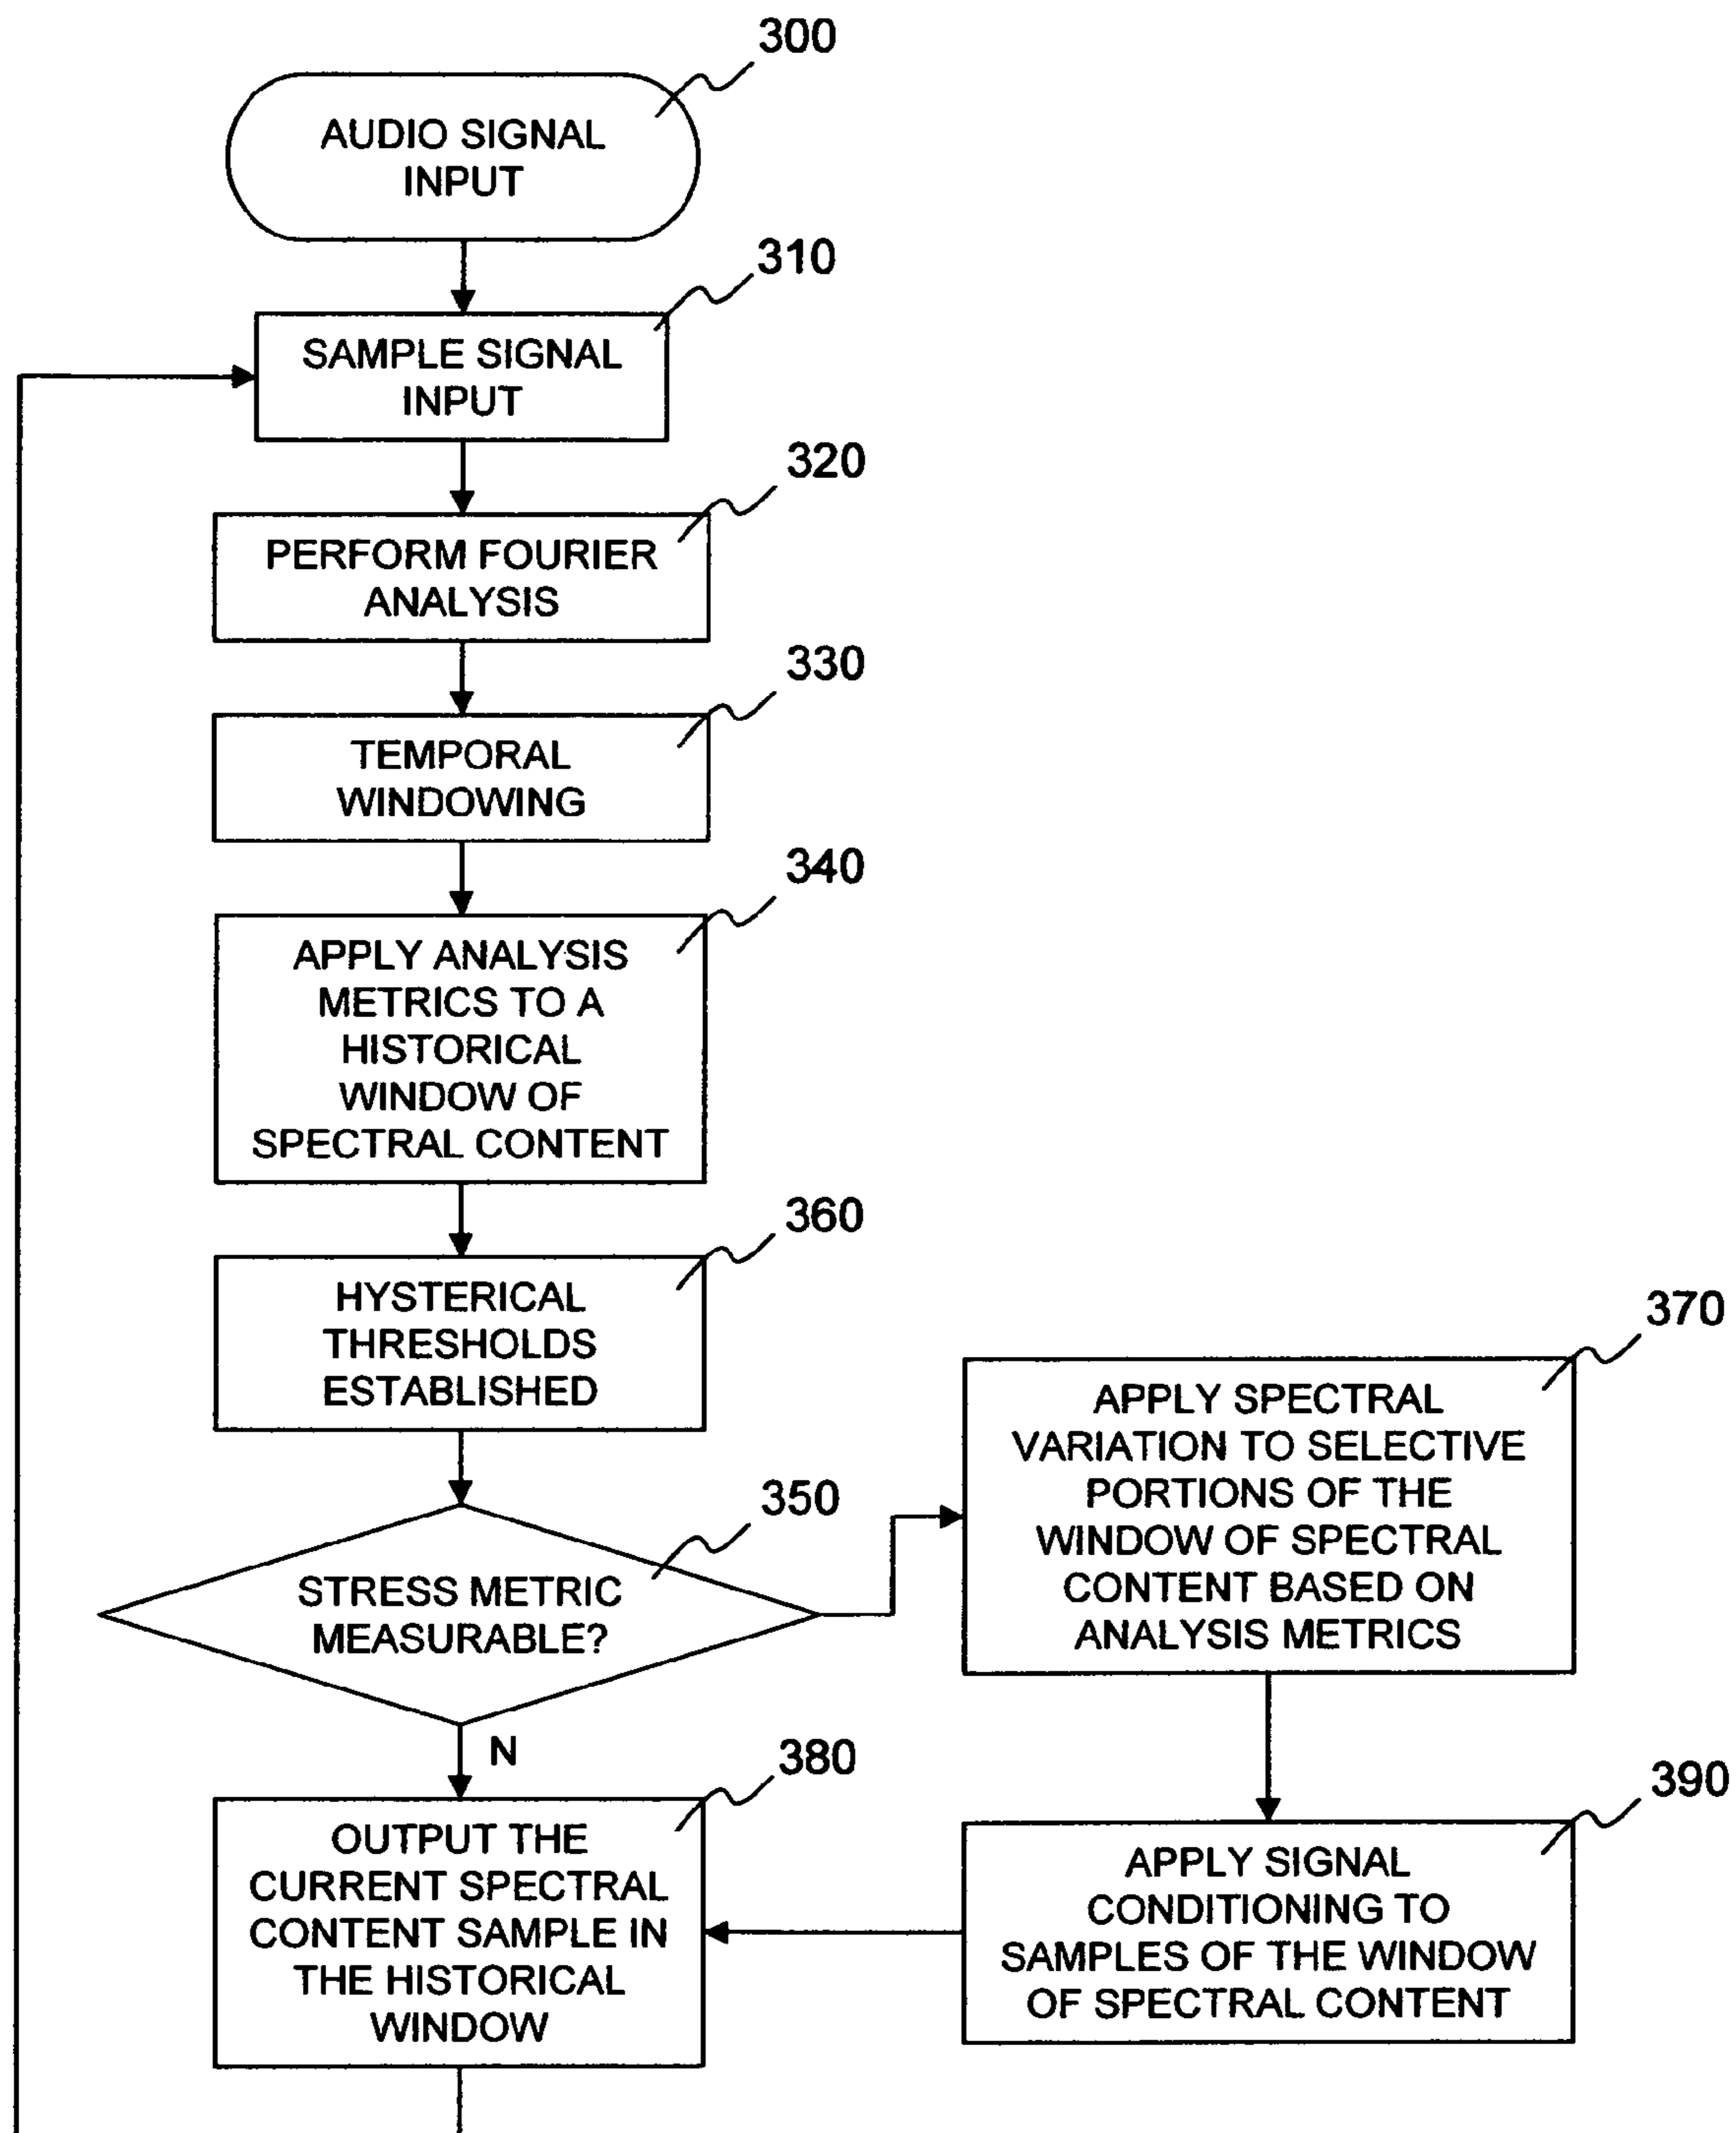 300
AUDIO SIGNAL
INPUT
310
SAMPLE SIGNAL
INPUT
320
PERFORM FOURIER
ANALYSIS
330
TEMPORAL
WINDOWING
340
APPLY ANALYSIS
METRICS TO A
HISTORICAL
WINDOW OF
SPECTRAL CONTENT
360
HYSTERICAL
THRESHOLDS
ESTABLISHED
350
STRESS METRIC
MEASURABLE?
N
370
APPLY SPECTRAL
VARIATION TO SELECTIVE
PORTIONS OF THE
WINDOW OF SPECTRAL
CONTENT BASED ON
ANALYSIS METRICS
380
OUTPUT THE
CURRENT SPECTRAL
CONTENT SAMPLE IN
THE HISTORICAL
WINDOW
390
APPLY SIGNAL
CONDITIONING TO
SAMPLES OF THE WINDOW
OF SPECTRAL CONTENT